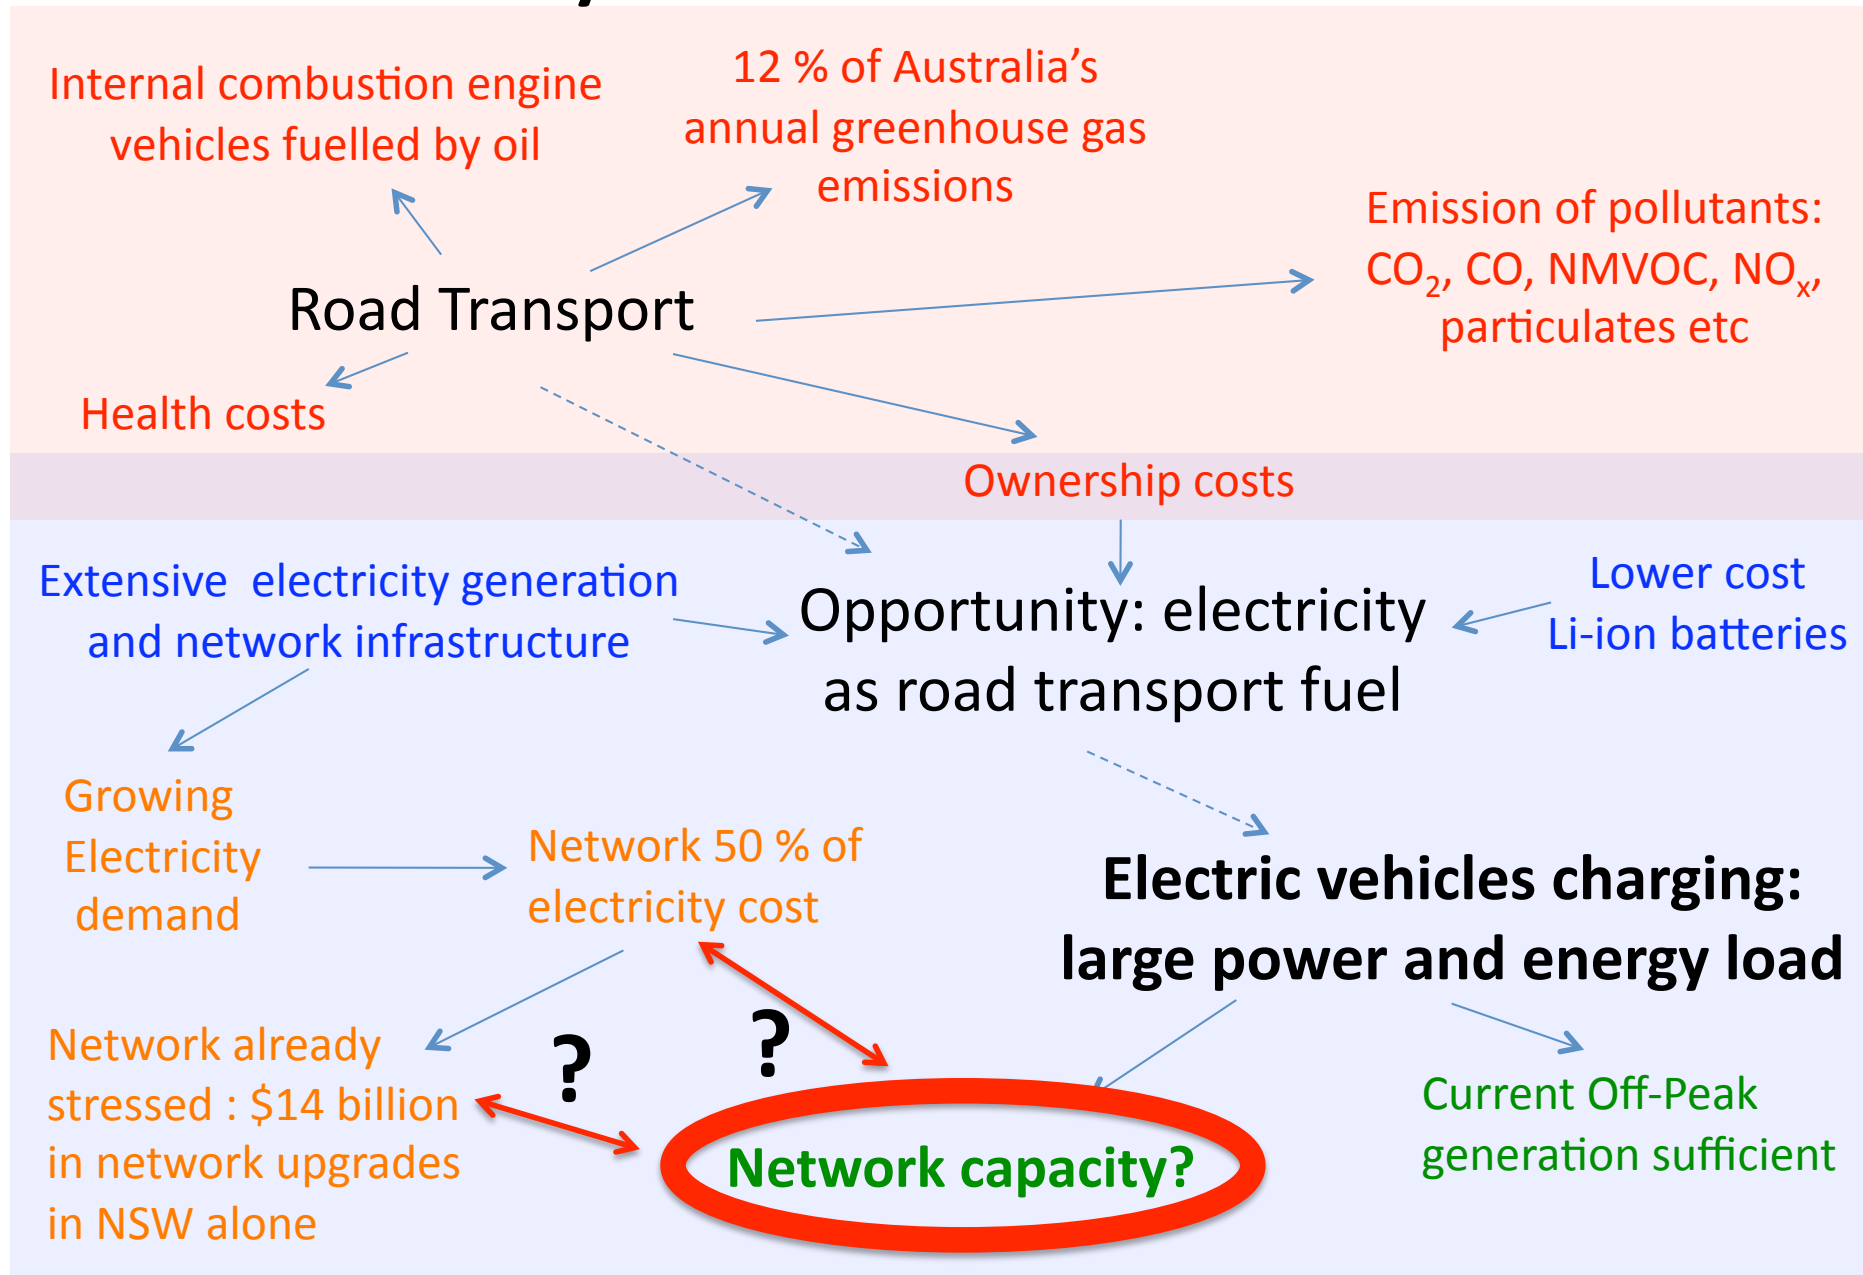 Internal combustion engine
vehicles fuelled by oil
12 % of Australia’s
annual greenhouse gas
emissions
Emission of pollutants:
CO2, CO, NMVOC, NOx,
particulates etc
Road Transport
Health costs
Ownership costs
Extensive  electricity generation
and network infrastructure
Opportunity: electricity
as road transport fuel
Lower cost
Li-ion batteries
Growing
Electricity
demand
Network 50 % of
electricity cost
Electric vehicles charging:
large power and energy load
Network already
stressed : $14 billion
in network upgrades
in NSW alone
?
?
Network capacity?
Current Off-Peak
generation sufficient